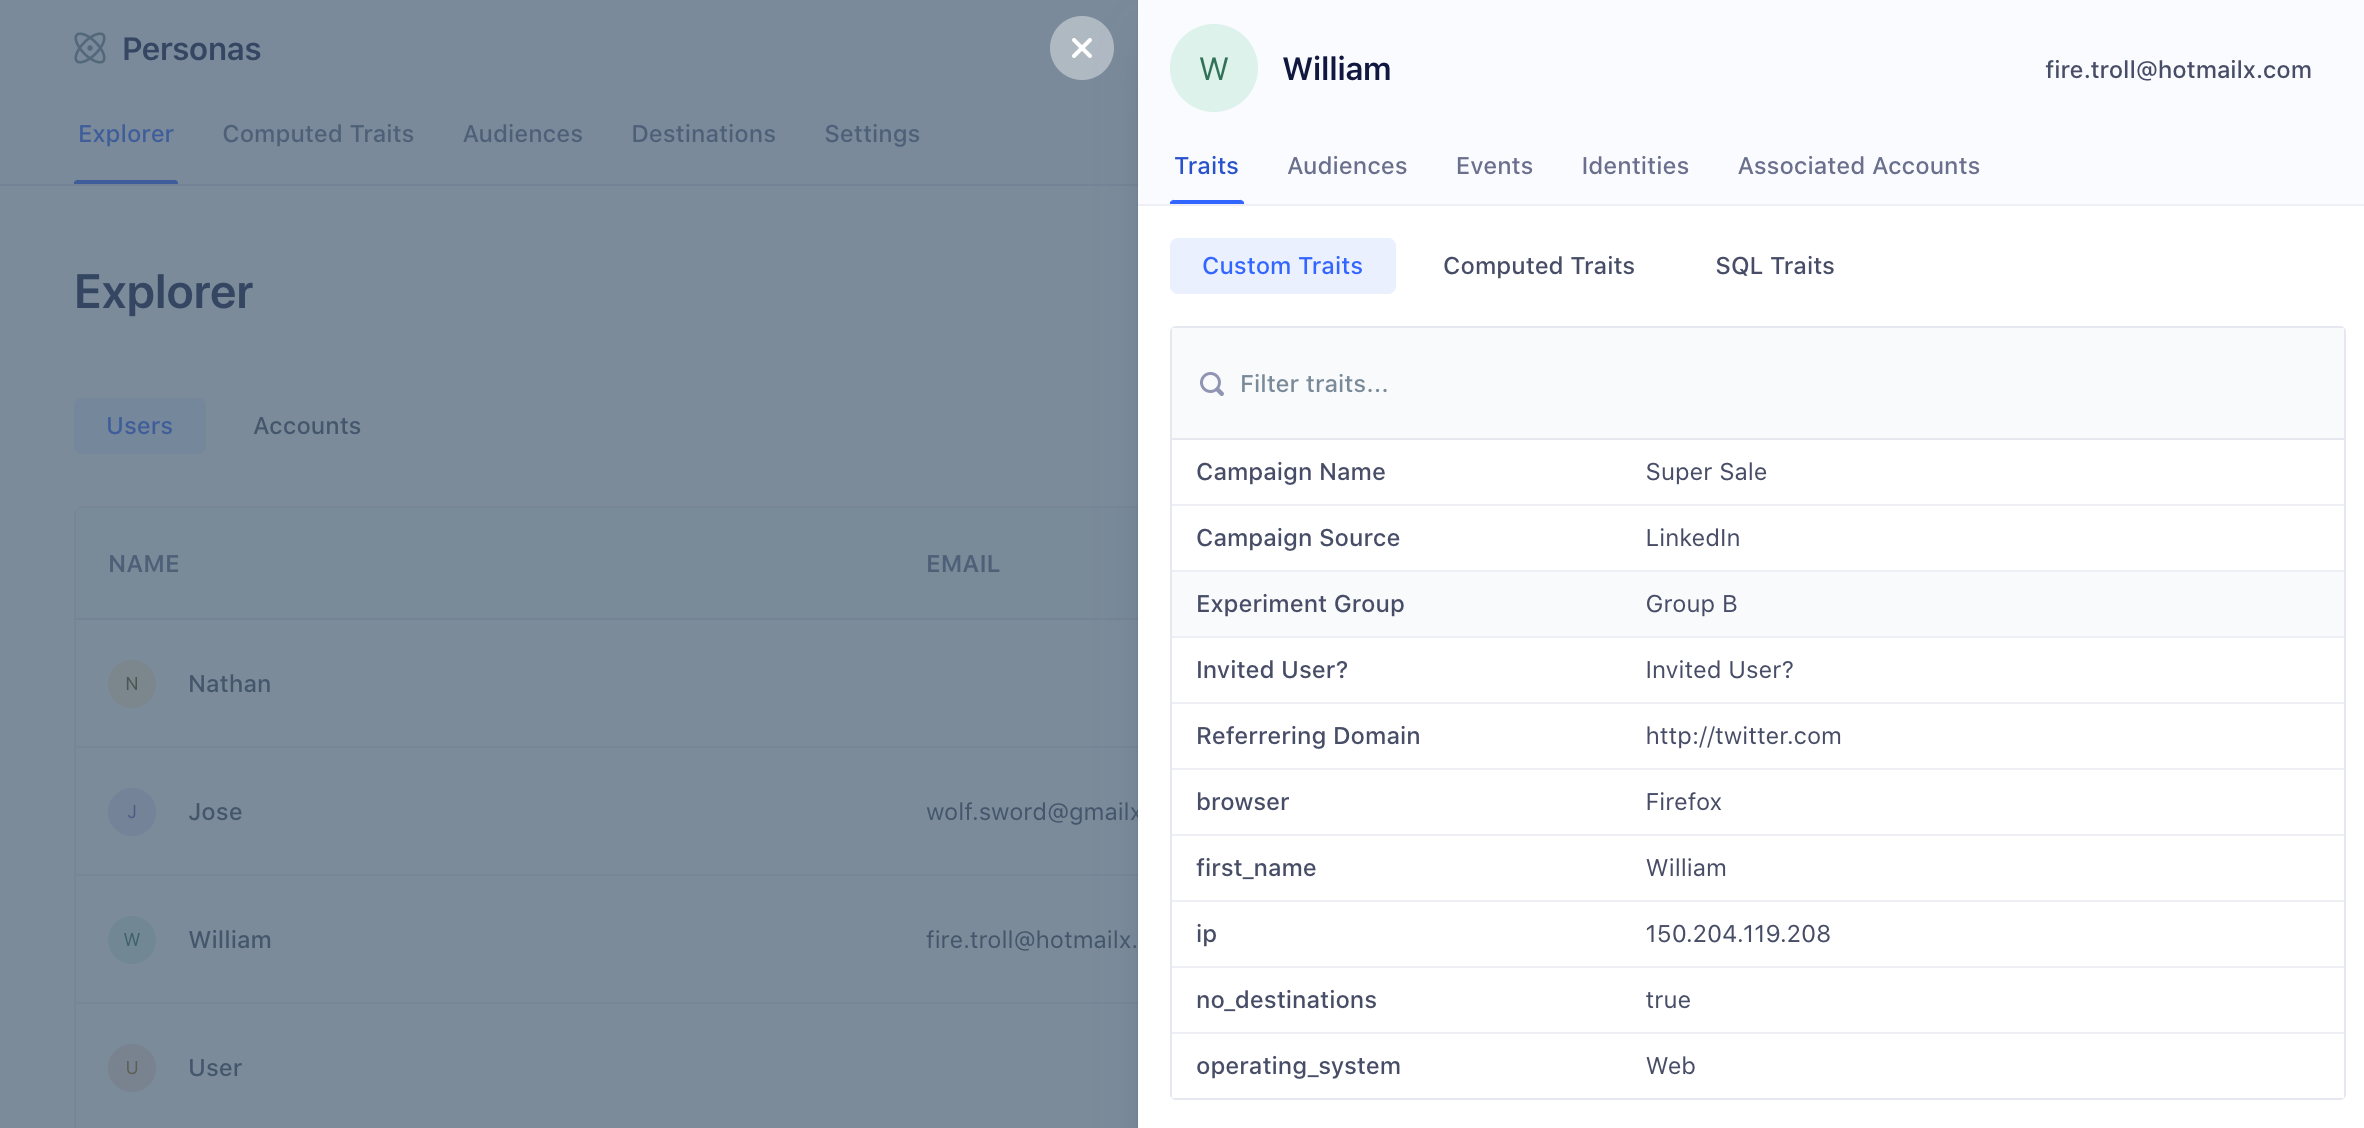 Personas
Explorer Computed Traits Audiences Destinations Settings
Explorer
Users Accounts
NAME EMAIL
N Nathan
J Jose wolf.sword@gmailx
W William fire.troll@hotmailx.
U User
W William fire.troll@hotmailx.com
Traits Audiences Events Identities Associated Accounts
Custom Traits Computed Traits SQL Traits
Filter traits...
Campaign Name Super Sale
Campaign Source LinkedIn
Experiment Group Group B
Invited User? Invited User?
Referrering Domain http://twitter.com
browser Firefox
first_name William
ip 150.204.119.208
no_destinations true
operating_system Web